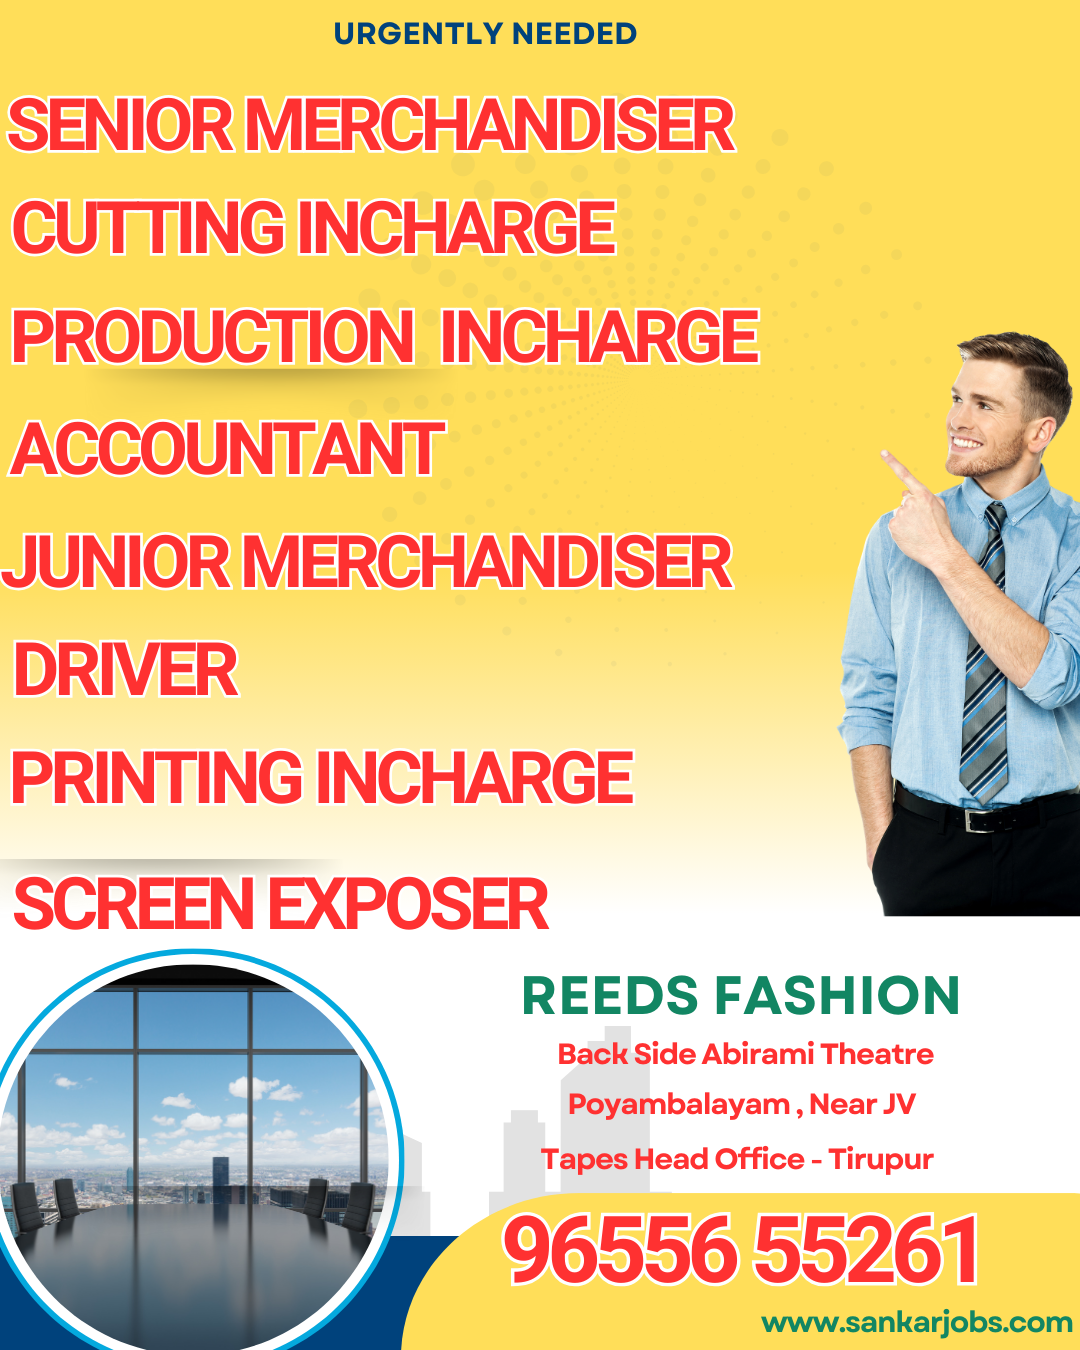 URGENTLY NEEDED
SENIOR MERCHANDISER
CUTTING INCHARGE
PRODUCTION INCHARGE
ACCOUNTANT
JUNIOR MERCHANDISER
DRIVER
PRINTING INCHARGE
SCREEN EXPOSER
REEDS FASHION
Back Side Abirami Theatre
Poyambalayam , Near JV
Tapes Head Office - Tirupur
96556 55261
www.sankarjobs.com